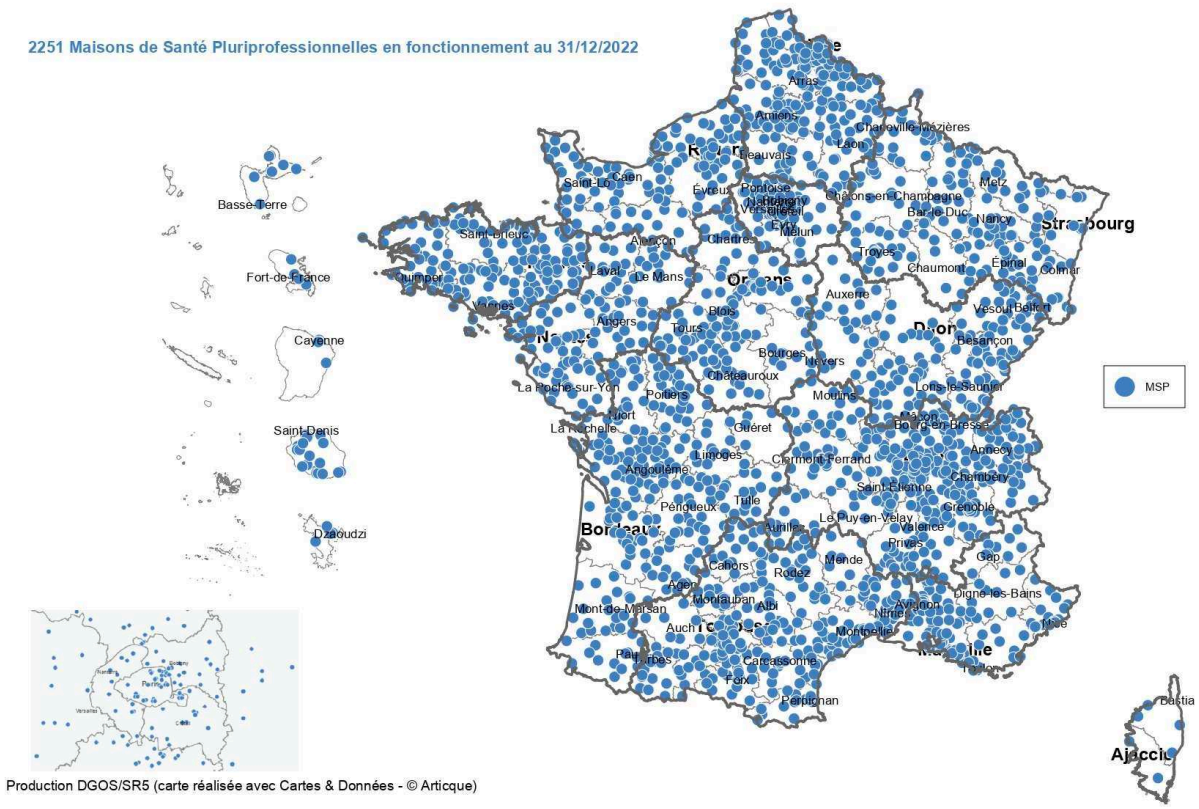 2251 Maisons de Santé Pluriprofessionnelles en fonctionnement au 31/12/2022
Arras
Amiens
Charleville-Mézières
Laon
Beauvais
Saint-Lô
Caen
Évreux
Pontoise
Versailles
Évry
Melun
Châlons-en-Champagne
Metz
Bar-le-Duc
Nancy
Strasbourg
Basse-Terre
Saint-Brieuc
Alençon
Chartres
Troyes
Chaumont
Épinal
Colmar
Fort-de-France
Quimper
Laval
Le Mans
Orléans
Auxerre
Vannes
Blois
Vesoul
Belfort
Angers
Tours
Dijon
Besançon
Cayenne
Nantes
Bourges
Nevers
Châteauroux
La Roche-sur-Yon
Poitiers
Moulins
Lons-le-Saunier
MSP
Niort
Mâcon
Bourg-en-Bresse
Saint-Denis
La Rochelle
Guéret
Limoges
Clermont-Ferrand
Annecy
Angoulême
Chambéry
Saint-Étienne
Périgueux
Tulle
Grenoble
Le Puy-en-Velay
Valence
Bordeaux
Aurillac
Dzaoudzi
Privas
Cahors
Rodez
Mende
Gap
Agen
Montauban
Albi
Digne-les-Bains
Mont-de-Marsan
Avignon
Nîmes
Auch
Toulouse
Montpellier
Nice
Pau
Tarbes
Carcassonne
Marseille
Toulon
Foix
Perpignan
Bastia
Ajaccio
Versailles
Production DGOS/SR5 (carte réalisée avec Cartes & Données - © Articque)